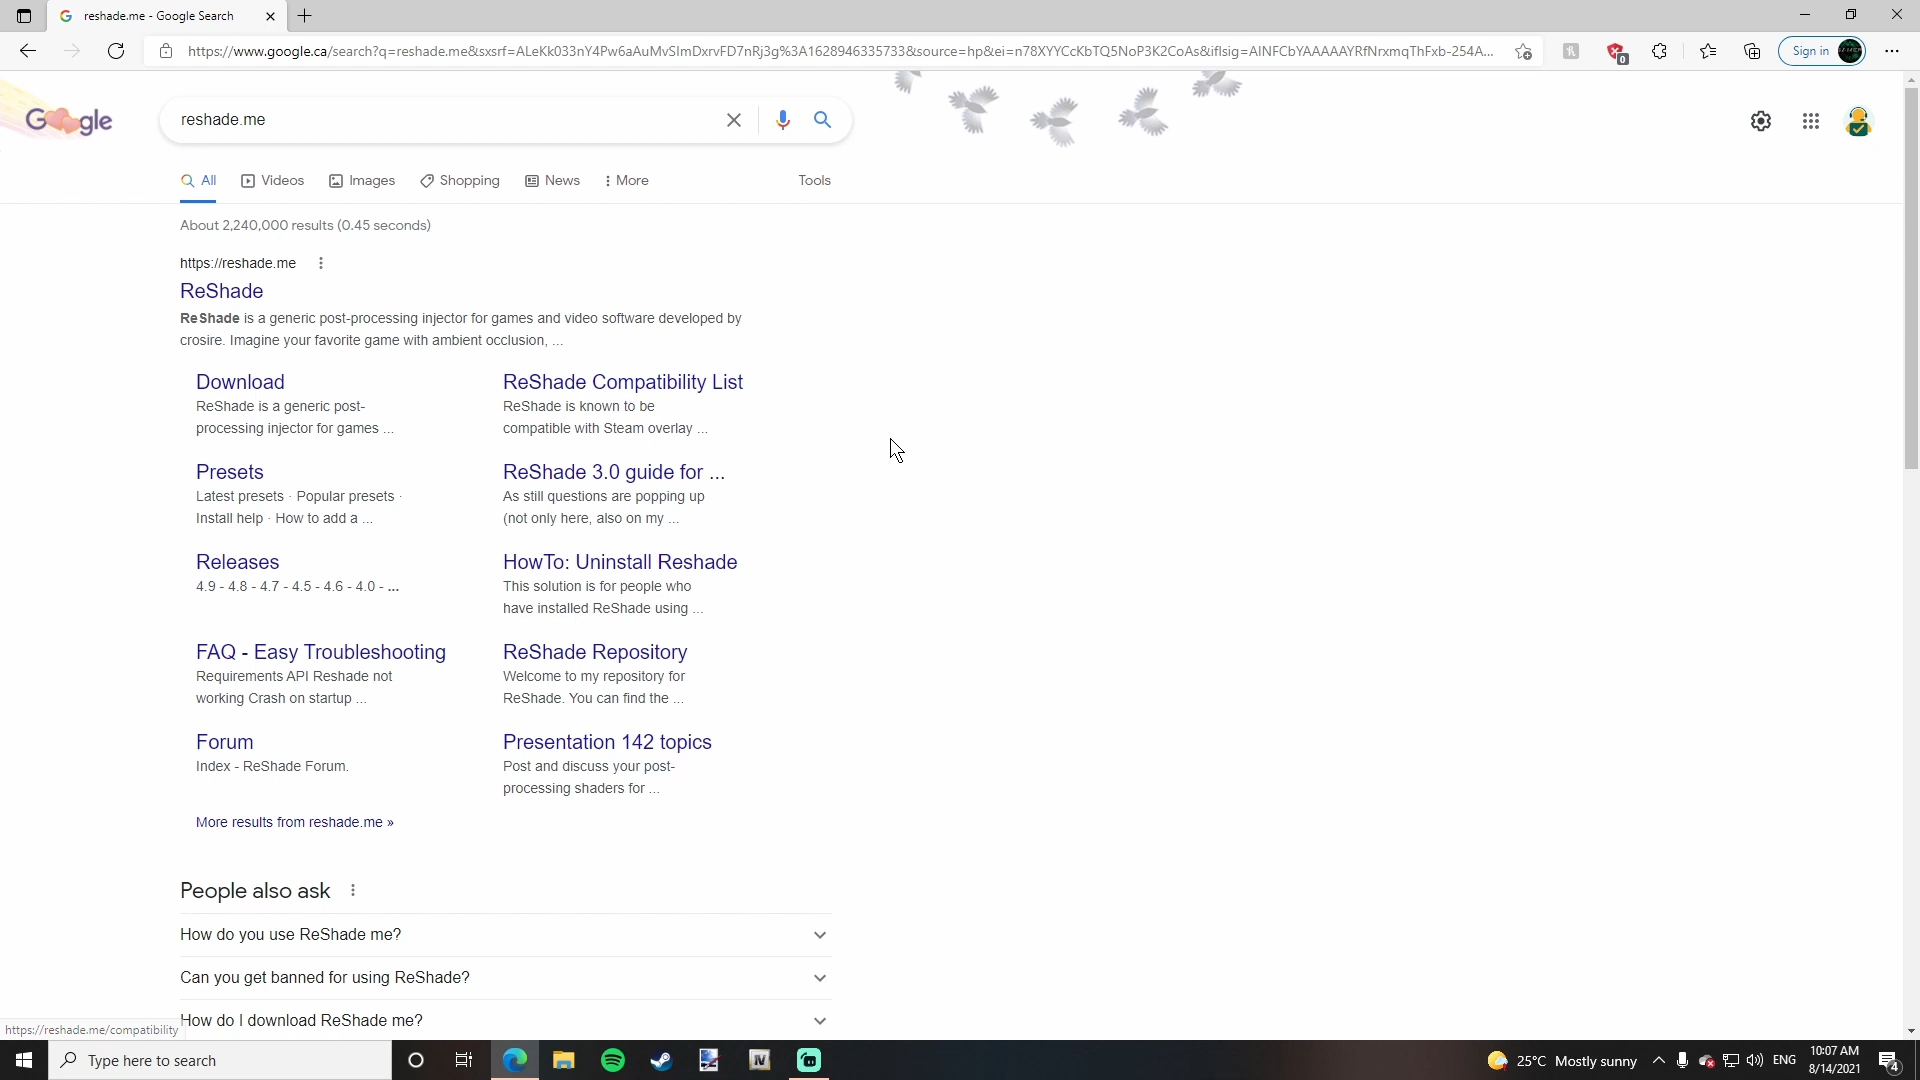 reshade.me - Google Search
https://www.google.ca/search?q=reshade.me&sxsrf=ALeKk033nY4Pw6aAuMvSImDxrvFD7nRj3g%3A1628946335733&source=hp&ei=n78XYYCcKbTQ5NoP3K2CoAs&iflsig=AINFCbYAAAAAYRfNrxmqThFxb-254A...
0
Sign in
Google
reshade.me
All
Videos
Images
Shopping
News
More
Tools
About 2,240,000 results (0.45 seconds)
https://reshade.me
ReShade
ReShade is a generic post-processing injector for games and video software developed by
crosire. Imagine your favorite game with ambient occlusion, ...
Download
ReShade is a generic post-
processing injector for games ...
ReShade Compatibility List
ReShade is known to be
compatible with Steam overlay ...
Presets
Latest presets · Popular presets ·
Install help · How to add a ...
ReShade 3.0 guide for ...
As still questions are popping up
(not only here, also on my ...
Releases
4.9 - 4.8 - 4.7 - 4.5 - 4.6 - 4.0 - ...
HowTo: Uninstall Reshade
This solution is for people who
have installed ReShade using ...
FAQ - Easy Troubleshooting
Requirements API Reshade not
working Crash on startup ...
ReShade Repository
Welcome to my repository for
ReShade. You can find the ...
Forum
Index - ReShade Forum.
Presentation 142 topics
Post and discuss your post-
processing shaders for ...
More results from reshade.me »
People also ask
How do you use ReShade me?
Can you get banned for using ReShade?
How do I download ReShade me?
https://reshade.me/compatibility
Type here to search
IV
25°C Mostly sunny
ENG
10:07 AM
8/14/2021
4